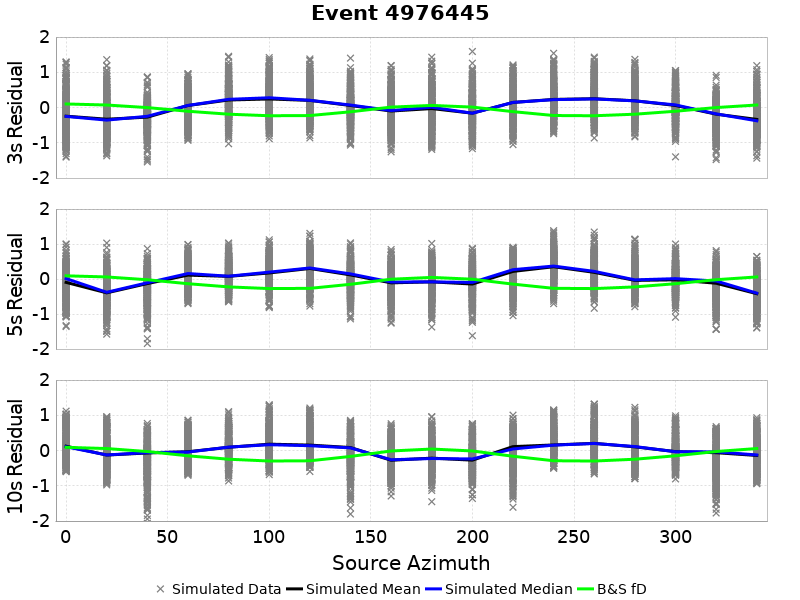 Event 4976445
3s Residual
2
1
0
-1
-2
5s Residual
2
1
0
-1
-2
10s Residual
2
1
0
-1
-2
0 50 100 150 200 250 300
Source Azimuth
Simulated Data Simulated Mean Simulated Median B&S fD